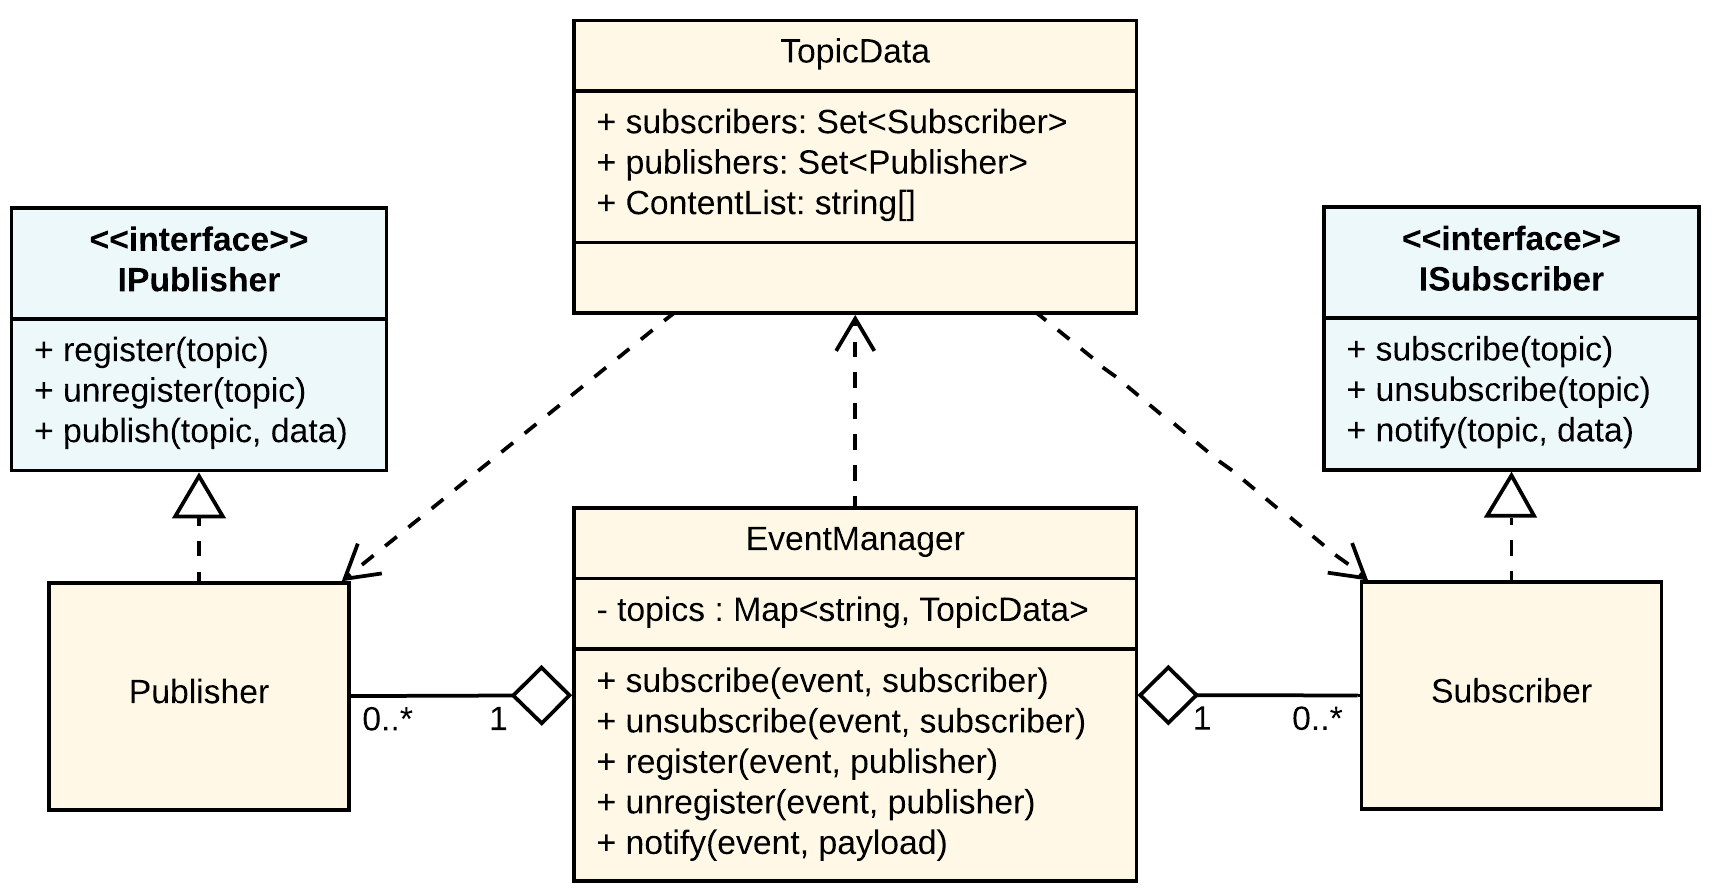 TopicData
+ subscribers: Set<Subscriber>
+ publishers: Set<Publisher>
+ ContentList: string[]
<<interface>>
IPublisher
+ register(topic)
+ unregister(topic)
+ publish(topic, data)
<<interface>>
ISubscriber
+ subscribe(topic)
+ unsubscribe(topic)
+ notify(topic, data)
Publisher
0..*
1
EventManager
- topics : Map<string, TopicData>
+ subscribe(event, subscriber)
+ unsubscribe(event, subscriber)
+ register(event, publisher)
+ unregister(event, publisher)
+ notify(event, payload)
1
0..*
Subscriber